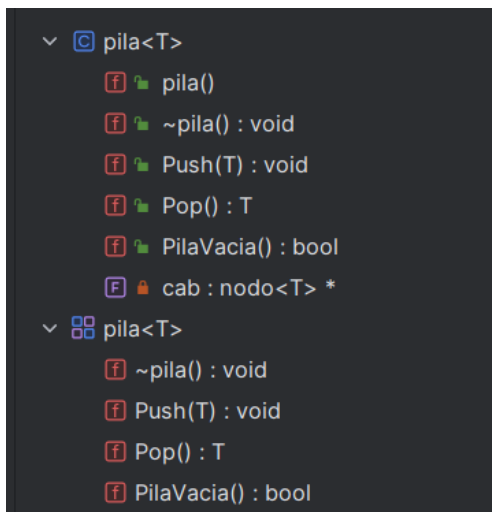 pila<T>
pila()
~pila() : void
Push(T) : void
Pop() : T
PilaVacia() : bool
cab : nodo<T> *
pila<T>
~pila() : void
Push(T) : void
Pop() : T
PilaVacia() : bool